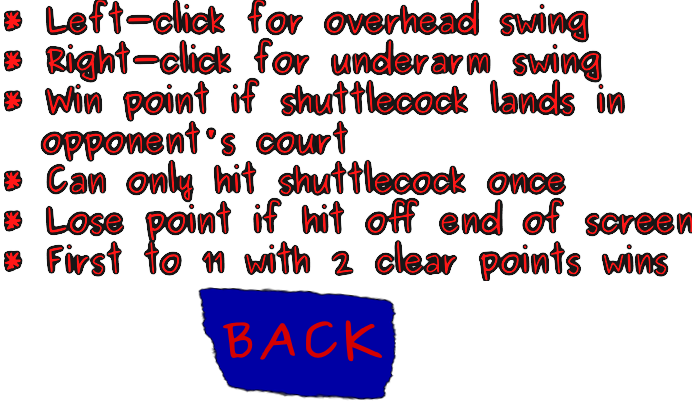 * Left-click for overhead swing
* Right-click for underarm swing
* Win point if shuttlecock lands in
opponent's court
* Can only hit shuttlecock once
* Lose point if hit off end of screen
* First to 11 with 2 clear points wins
BACK